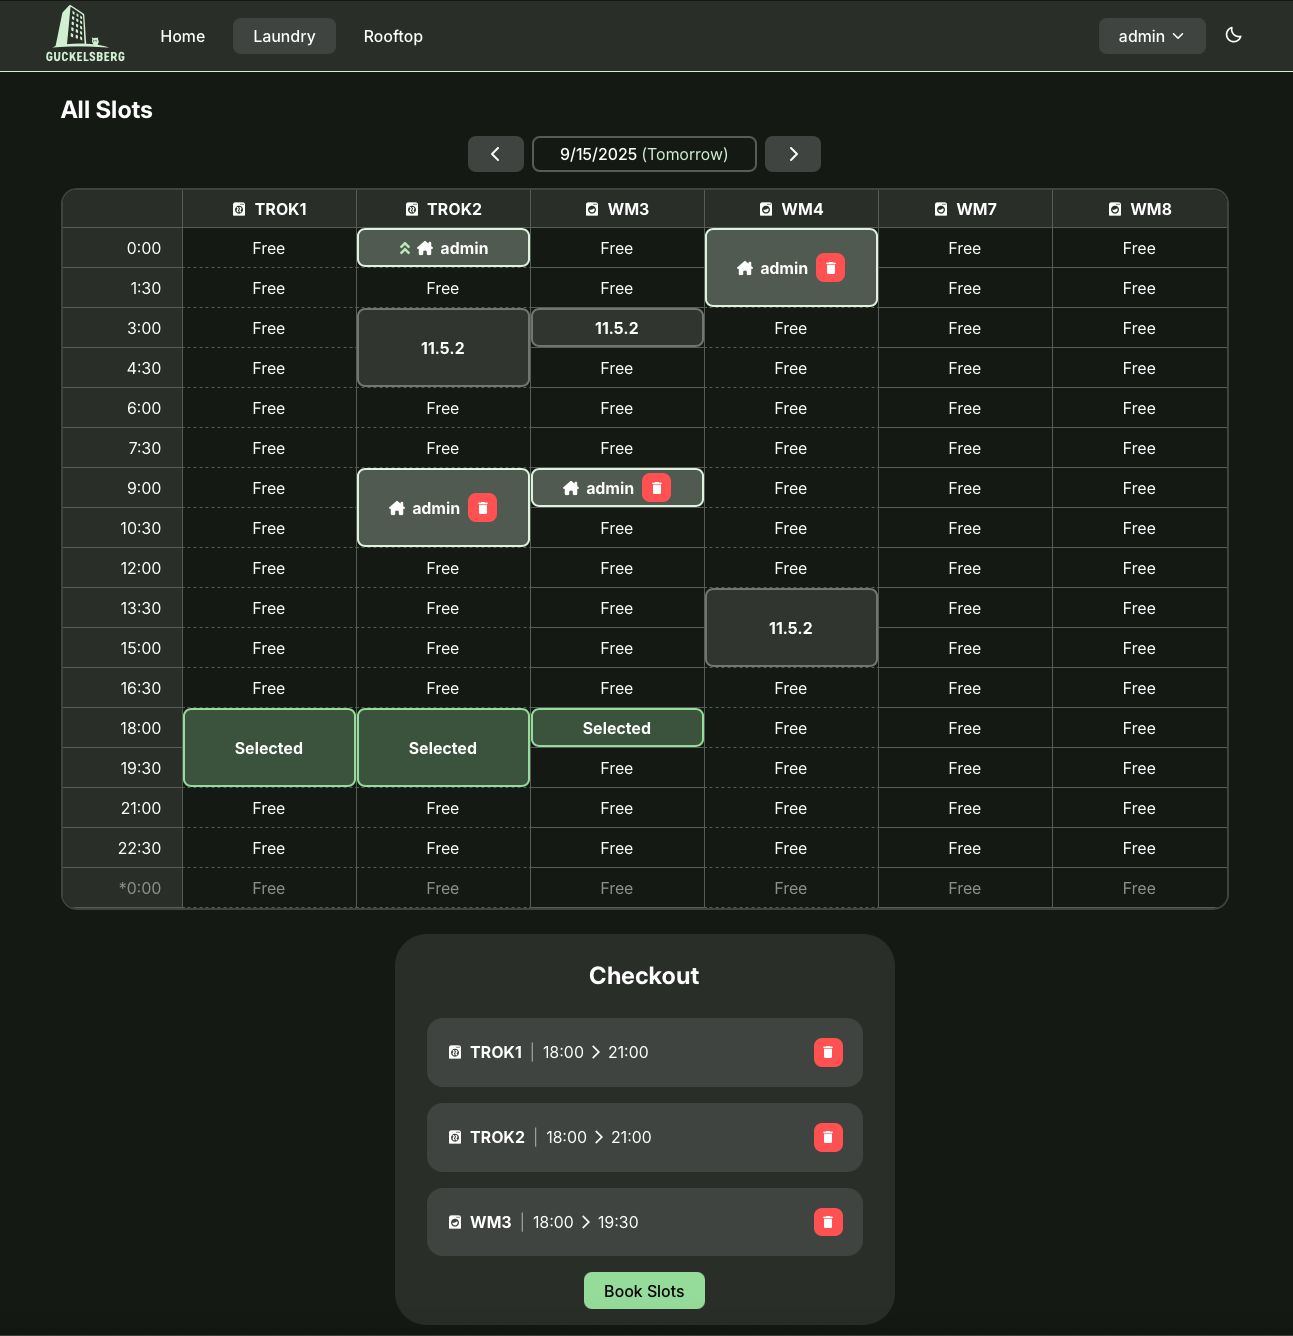 GUCKELSBERG
Home Laundry Rooftop admin
All Slots
9/15/2025 (Tomorrow)
TROK1 TROK2 WM3 WM4 WM7 WM8
0:00 Free admin Free admin Free Free
1:30 Free Free Free Free Free
3:00 Free 11.5.2 11.5.2 Free Free Free
4:30 Free Free Free Free Free
6:00 Free Free Free Free Free Free
7:30 Free Free Free Free Free Free
9:00 Free admin admin Free Free Free
10:30 Free Free Free Free Free
12:00 Free Free Free Free Free Free
13:30 Free Free Free 11.5.2 Free Free
15:00 Free Free Free Free Free
16:30 Free Free Free Free Free Free
18:00 Selected Selected Selected Free Free Free
19:30 Free Free Free Free
21:00 Free Free Free Free Free Free
22:30 Free Free Free Free Free Free
*0:00 Free Free Free Free Free Free
Checkout
TROK1 | 18:00 > 21:00
TROK2 | 18:00 > 21:00
WM3 | 18:00 > 19:30
Book Slots